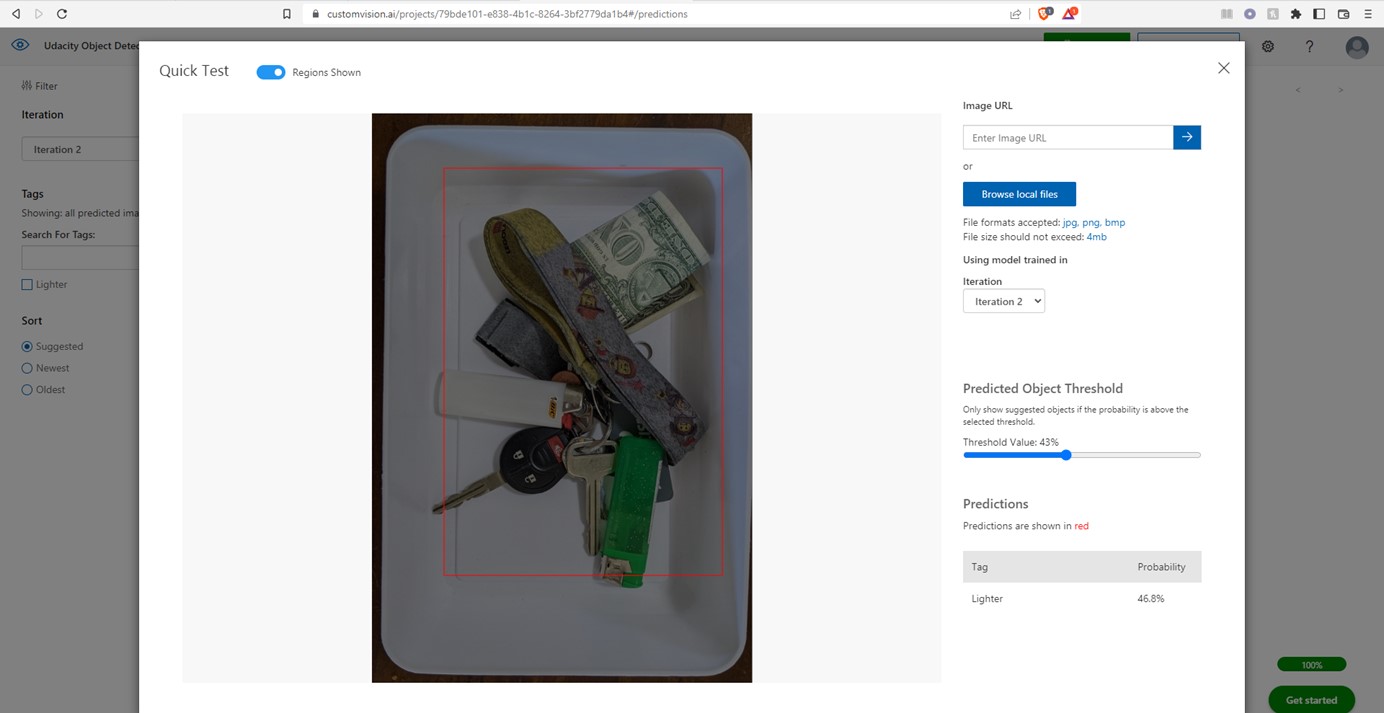 customvision.ai/projects/79bde101-e838-4b1c-8264-3bf2779da1b4#/predictions
Udacity Object Detec
Quick Test
Regions Shown
Filter
Iteration
Iteration 2
Tags
Showing: all predicted ima
Search For Tags:
Lighter
Sort
Suggested
Newest
Oldest
BIC
Image URL
Enter Image URL
or
Browse local files
File formats accepted: jpg, png, bmp
File size should not exceed: 4mb
Using model trained in
Iteration
Iteration 2
Predicted Object Threshold
Only show suggested objects if the probability is above the
selected threshold.
Threshold Value: 43%
Predictions
Predictions are shown in red
Tag Probability
Lighter 46.8%
100%
Get started